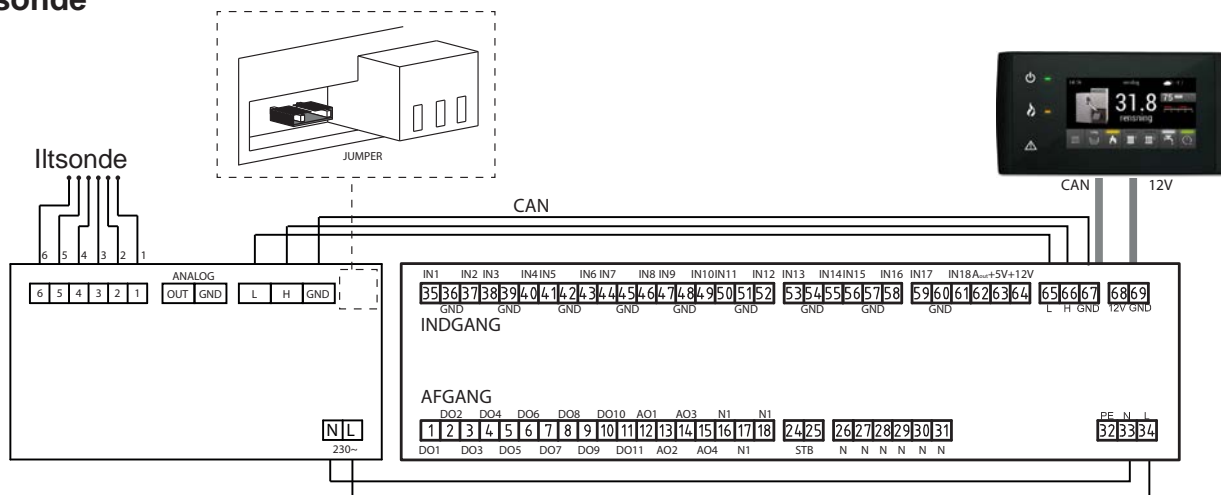 JUMPER
Iltsonde
CAN 12V
CAN
31.8
rensning
6 5 4 3 2 1
ANALOG
6 5 4 3 2 1 OUT GND L H GND
N L
230~
IN1 IN2 IN3 IN4 IN5 IN6 IN7 IN8 IN9 IN10 IN11 IN12 IN13 IN14 IN15 IN16 IN17 IN18 Aout +5V +12V
35 36 37 38 39 40 41 42 43 44 45 46 47 48 49 50 51 52 53 54 55 56 57 58 59 60 61 62 63 64 65 66 67 68 69
GND GND GND GND GND GND GND GND GND L H GND 12V GND
INDGANG
AFGANG
DO2 DO4 DO6 DO8 DO10 AO1 AO3 N1 N1 PE N L
1 2 3 4 5 6 7 8 9 10 11 12 13 14 15 16 17 18 24 25 26 27 28 29 30 31 32 33 34
DO1 DO3 DO5 DO7 DO9 DO11 AO2 AO4 N1 STB N N N N N N